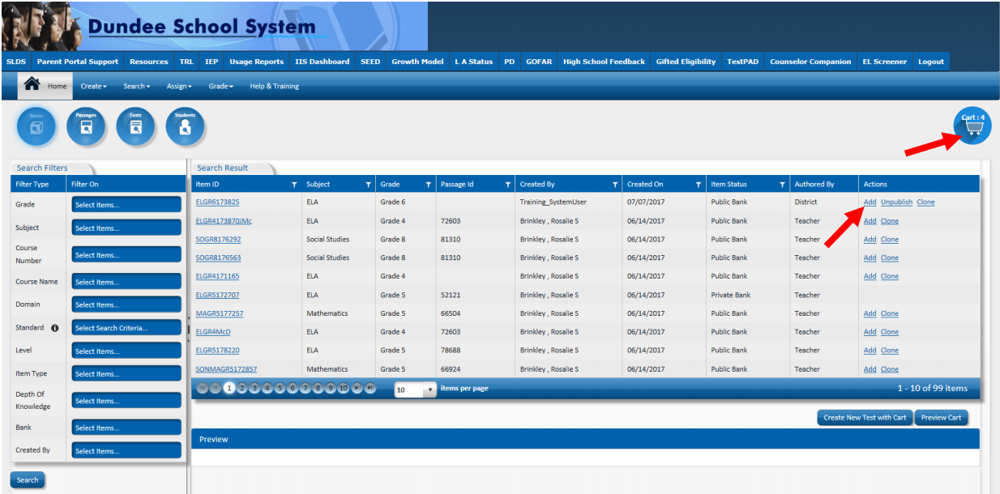 Dundee School System
SLDS Parent Portal Support Resources TRL IEP Usage Reports IIS Dashboard SEED Growth Model L A Status PD GOFAR High School Feedback Gifted Eligibility TestPAD Counselor Companion EL Screener Logout
Home Create Search Assign Grade Help & Training
Items Passages Tests Students Cart : 4
Search Filters
Filter Type Filter On
Grade Select Items...
Subject Select Items...
Course Number Select Items...
Course Name Select Items...
Domain Select Items...
Standard Select Search Criteria...
Level Select Items...
Item Type Select Items...
Depth Of Knowledge Select Items...
Bank Select Items...
Created By Select Items...
Search
Search Result
Item ID Subject Grade Passage Id Created By Created On Item Status Authored By Actions
ELGR6173825 ELA Grade 6 Training_SystemUser 07/07/2017 Public Bank District Add Unpublish Clone
ELGR4173870JMc ELA Grade 4 72603 Brinkley , Rosalie S 06/14/2017 Public Bank Teacher Add Clone
SOGR8176292 Social Studies Grade 8 81310 Brinkley , Rosalie S 06/14/2017 Public Bank Teacher Add Clone
SOGR8176563 Social Studies Grade 8 81310 Brinkley , Rosalie S 06/14/2017 Public Bank Teacher Add Clone
ELGR4171165 ELA Grade 4 Brinkley , Rosalie S 06/14/2017 Public Bank Teacher Add Clone
ELGR5172707 ELA Grade 5 52121 Brinkley , Rosalie S 06/14/2017 Private Bank Teacher
MAGR5177257 Mathematics Grade 5 66504 Brinkley , Rosalie S 06/14/2017 Public Bank Teacher Add Clone
ELGR4McD ELA Grade 4 72603 Brinkley , Rosalie S 06/14/2017 Public Bank Teacher Add Clone
ELGR5178220 ELA Grade 5 78688 Brinkley , Rosalie S 06/14/2017 Public Bank Teacher Add Clone
SONMAGR5172857 Mathematics Grade 5 66924 Brinkley , Rosalie S 06/14/2017 Public Bank Teacher Add Clone
1 2 3 4 5 6 7 8 9 10 10 items per page 1 - 10 of 99 items
Create New Test with Cart Preview Cart
Preview